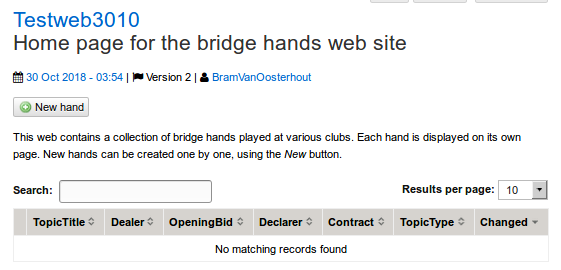 Testweb3010
Home page for the bridge hands web site
30 Oct 2018 - 03:54 | Version 2 | BramVanOosterhout
New hand
This web contains a collection of bridge hands played at various clubs. Each hand is displayed on its own
page. New hands can be created one by one, using the New button.
Search: Results per page: 10
TopicTitle Dealer OpeningBid Declarer Contract TopicType Changed
No matching records found